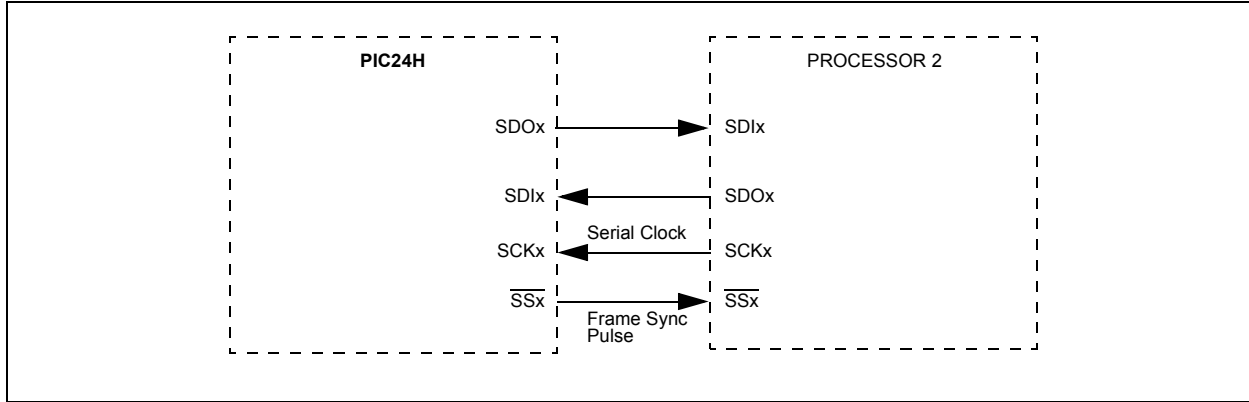 PIC24H
PROCESSOR 2
SDOx
SDIx
SDIx
SDOx
Serial Clock
SCKx
SCKx
SSx
SSx
Frame Sync
Pulse